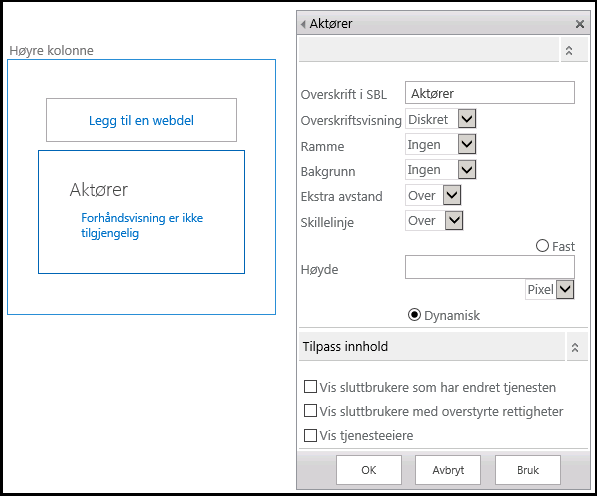 Høyre kolonne
Legg til en webdel
Aktører
Forhåndsvisning er ikke
tilgjengelig
Aktører
Overskrift i SBL Aktører
Overskriftsvisning Diskret
Ramme Ingen
Bakgrunn Ingen
Ekstra avstand Over
Skillelinje Over
Fast
Høyde
Pixel
Dynamisk
Tilpass innhold
Vis sluttbrukere som har endret tjenesten
Vis sluttbrukere med overstyrte rettigheter
Vis tjenesteeiere
OK Avbryt Bruk